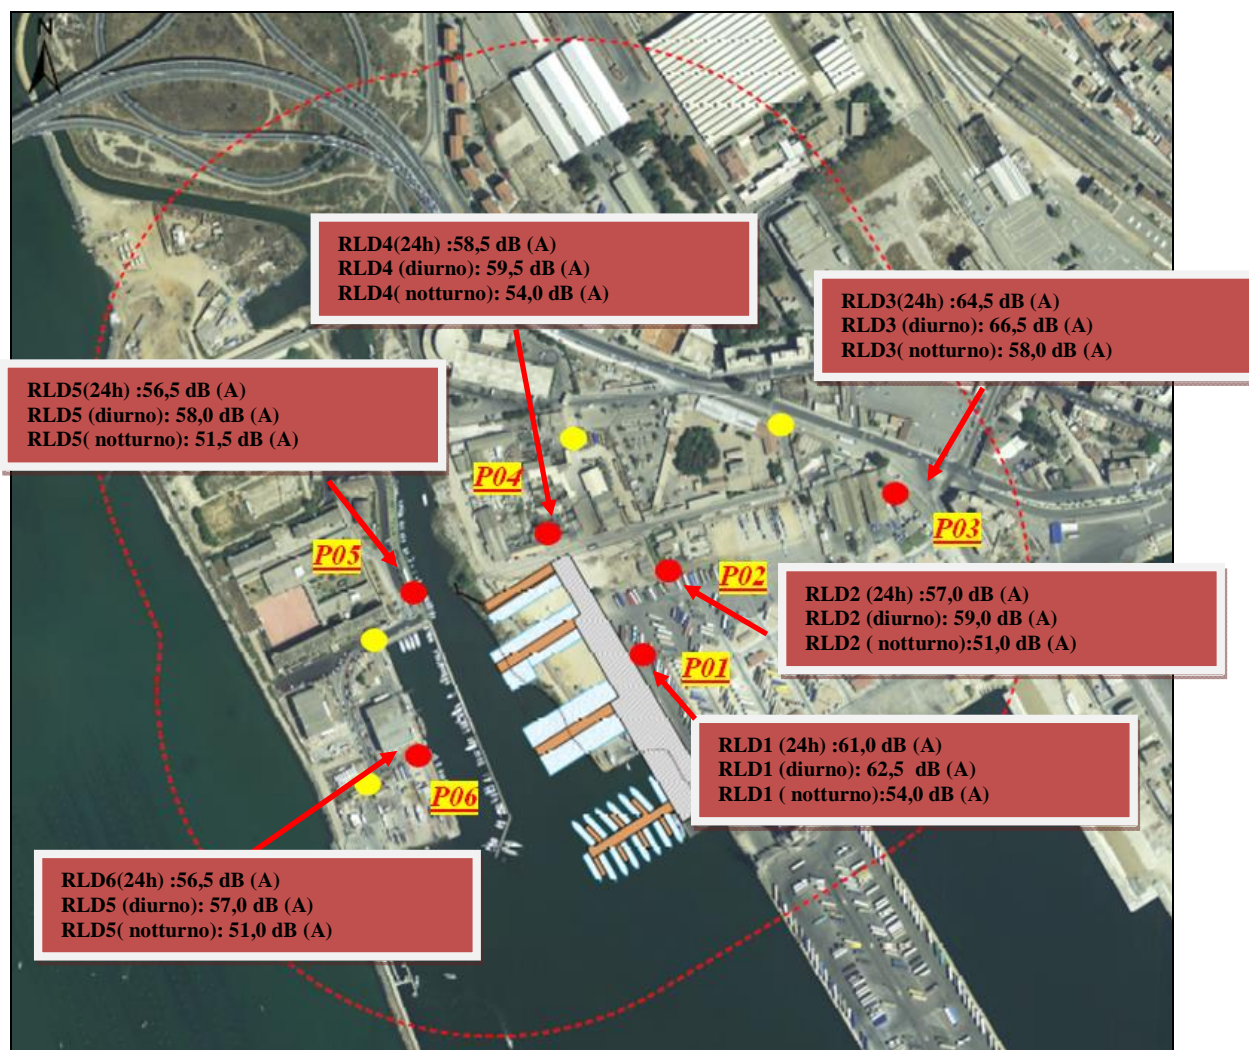 N
RLD4(24h) :58,5 dB (A)
RLD4 (diurno): 59,5 dB (A)
RLD4( notturno): 54,0 dB (A)
RLD3(24h) :64,5 dB (A)
RLD3 (diurno): 66,5 dB (A)
RLD3( notturno): 58,0 dB (A)
RLD5(24h) :56,5 dB (A)
RLD5 (diurno): 58,0 dB (A)
RLD5( notturno): 51,5 dB (A)
P04
P03
P05
P02
RLD2 (24h) :57,0 dB (A)
RLD2 (diurno): 59,0 dB (A)
RLD2 ( notturno):51,0 dB (A)
P01
RLD1 (24h) :61,0 dB (A)
RLD1 (diurno): 62,5 dB (A)
RLD1 ( notturno):54,0 dB (A)
P06
RLD6(24h) :56,5 dB (A)
RLD5 (diurno): 57,0 dB (A)
RLD5( notturno): 51,0 dB (A)